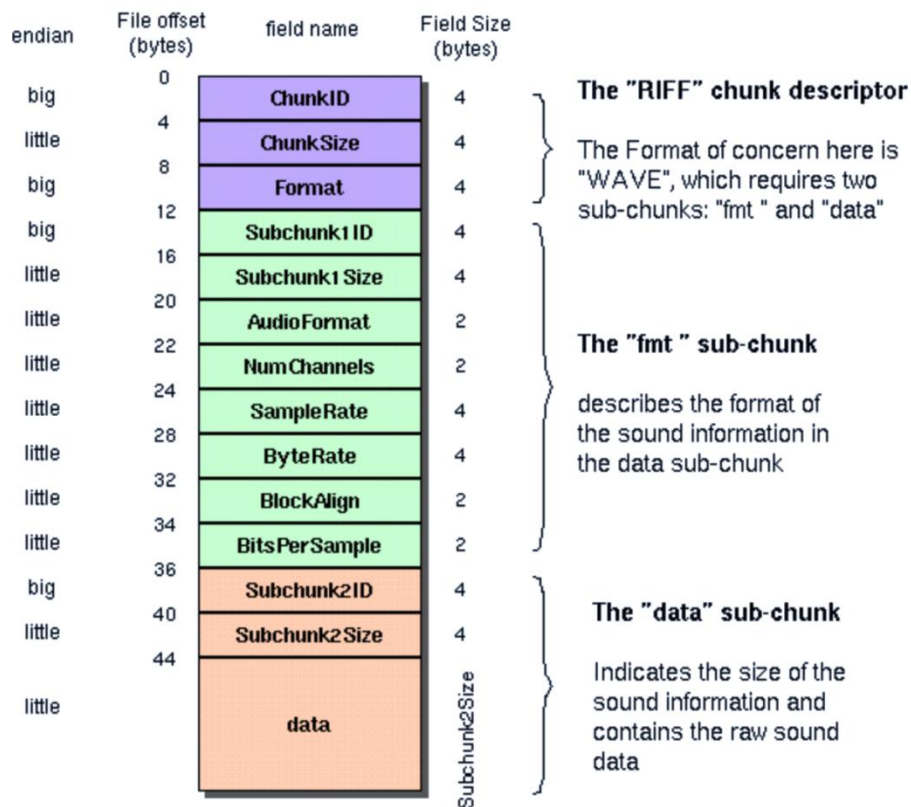 endian
File offset
(bytes)
field name
Field Size
(bytes)
0
big
ChunkID
4
4
little
ChunkSize
4
8
big
Format
4
12
big
Subchunk1ID
4
16
little
Subchunk1Size
4
20
little
AudioFormat
2
22
little
NumChannels
2
24
little
SampleRate
4
28
little
ByteRate
4
32
little
BlockAlign
2
34
little
BitsPerSample
2
36
big
Subchunk2ID
4
40
little
Subchunk2Size
4
44
little
data
Subchunk2Size
The "RIFF" chunk descriptor
The Format of concern here is
"WAVE", which requires two
sub-chunks: "fmt " and "data"
The "fmt " sub-chunk
describes the format of
the sound information in
the data sub-chunk
The "data" sub-chunk
Indicates the size of the
sound information and
contains the raw sound
data